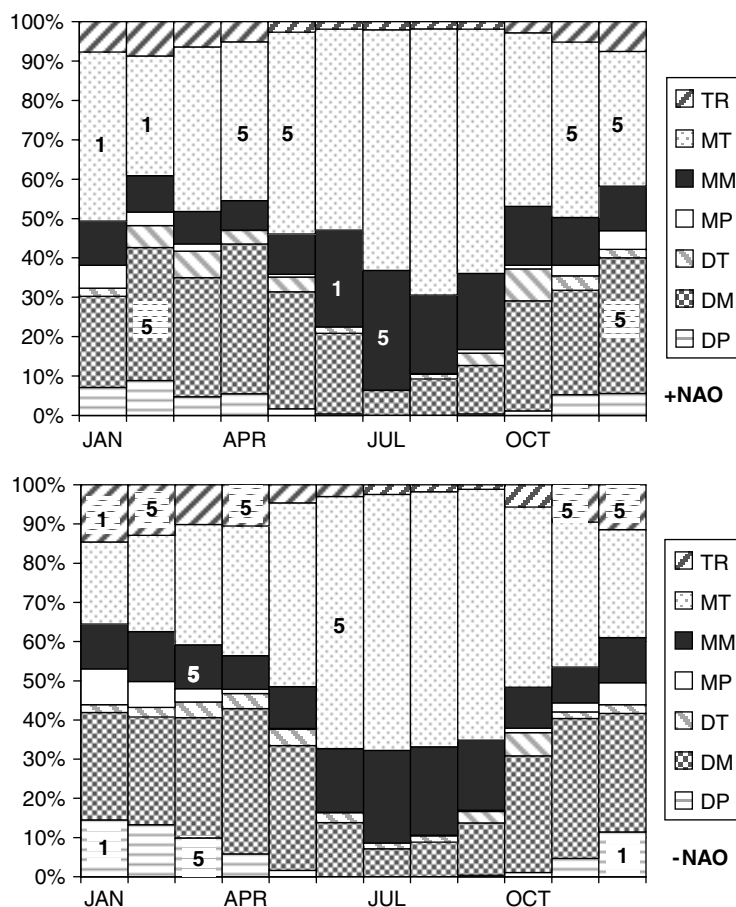 100%
90%
80%
70%
60%
50%
40%
30%
20%
10%
0%
1
1
5
5
5
5
1
5
5
5
JAN
APR
JUL
OCT
TR
MT
MM
MP
DT
DM
DP
+NAO
100%
90%
80%
70%
60%
50%
40%
30%
20%
10%
0%
1
5
5
5
5
5
5
1
5
1
JAN
APR
JUL
OCT
TR
MT
MM
MP
DT
DM
DP
-NAO